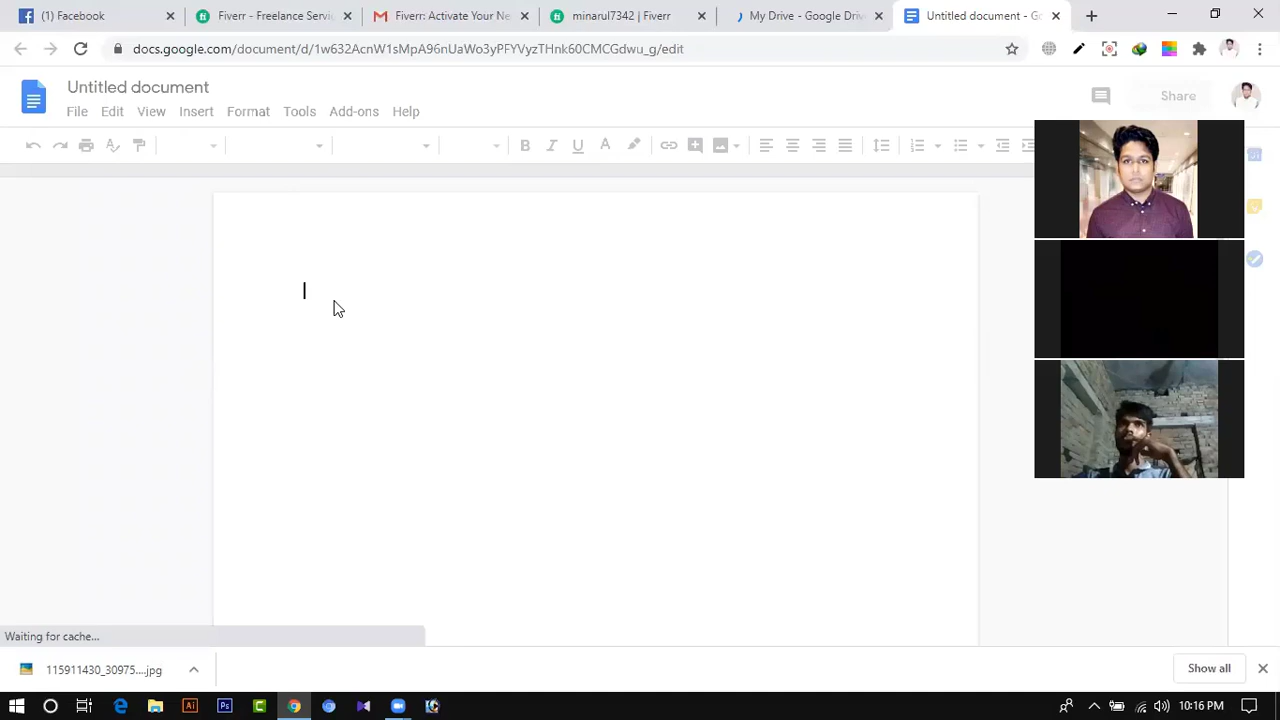 (1) Facebook
Fiverr - Freelance Servic
Fiverr: Activate Your Ne
minarul7342 | Fiverr
My Drive - Google Driv
Untitled document - Go
docs.google.com/document/d/1w632AcnW1sMpA96nUaWo3yPFYVyzTHnk60CMCGdwu_g/edit
Untitled document
File Edit View Insert Format Tools Add-ons Help
Share
Waiting for cache...
115911430_30975....jpg
Show all
10:16 PM